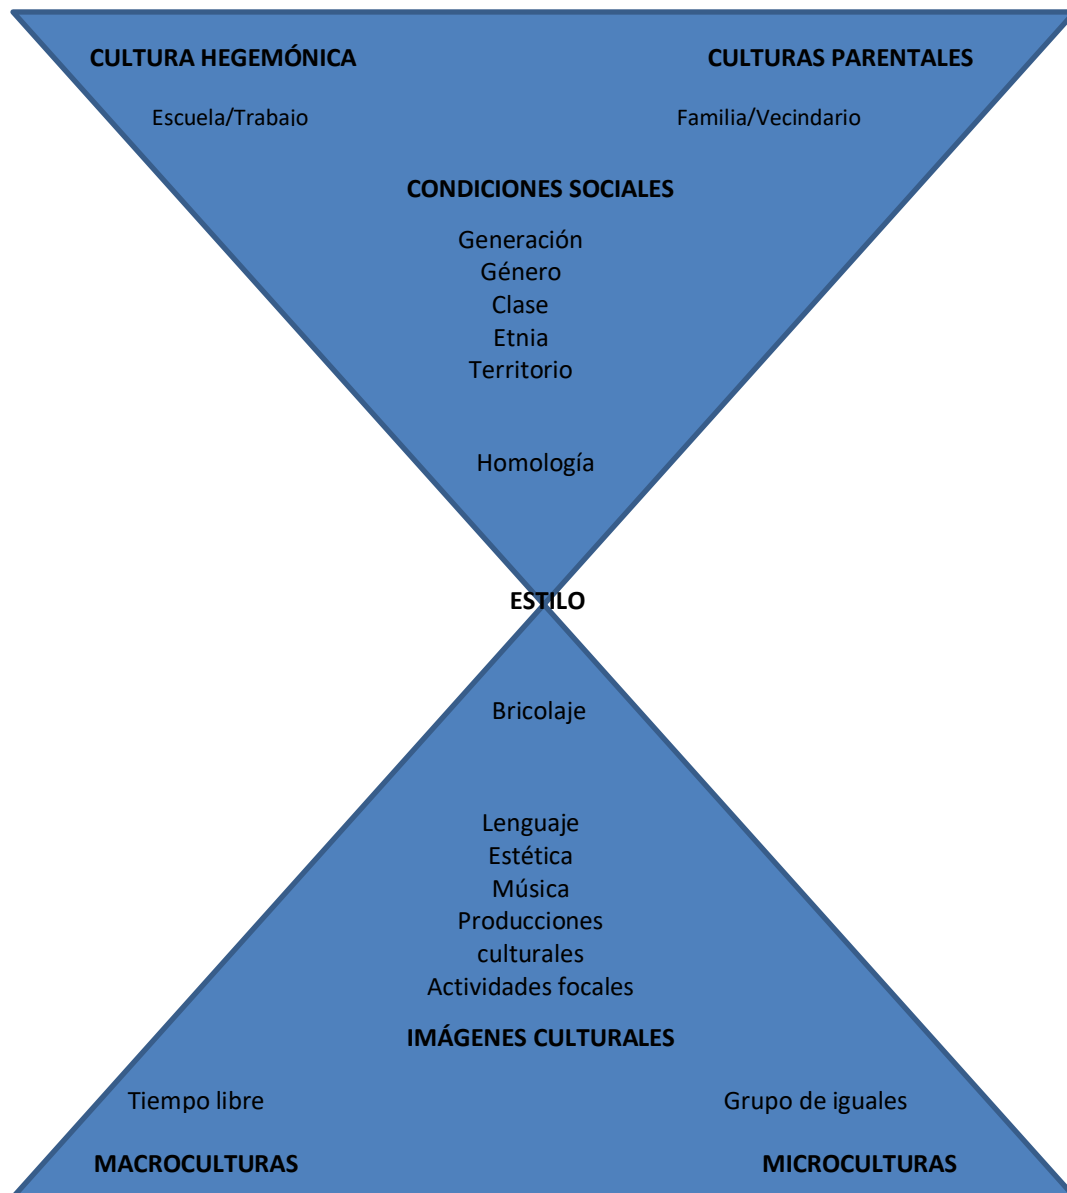 CULTURA HEGEMÓNICA CULTURAS PARENTALES
Escuela/Trabaio Familia/Vecindario
CONDICIONES SOCIALES
Generación
Género
Clase
Etnia
Territorio
Homología
ESTILO
Bricolaje
Lenguaje
Estética
Música
Producciones
culturales
Actividades focales
IMÁGENES CULTURALES
Tiempo libre Grupo de iguales
MACROCULTURAS MICROCULTURAS